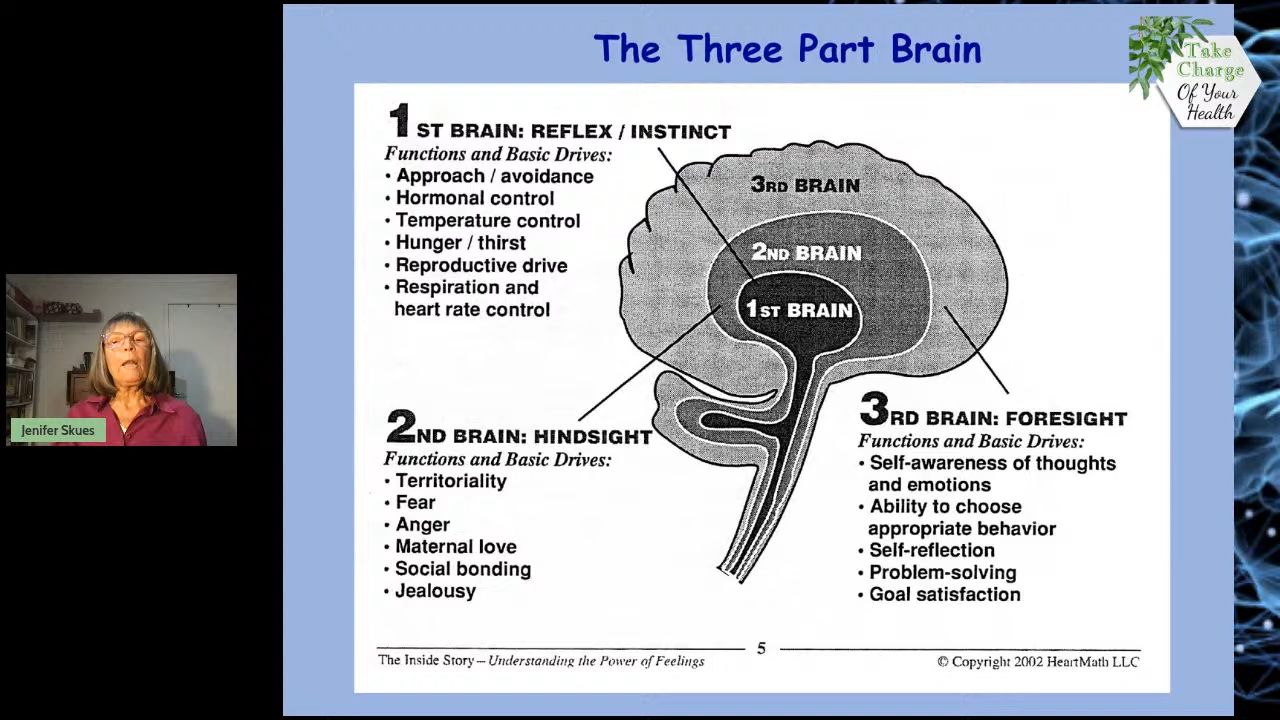 The Three Part Brain
Take
Charge
Of Your
Health
1ST BRAIN: REFLEX / INSTINCT
Functions and Basic Drives:
• Approach / avoidance
• Hormonal control
• Temperature control
• Hunger / thirst
• Reproductive drive
• Respiration and
heart rate control
3RD BRAIN
2ND BRAIN
1ST BRAIN
2ND BRAIN: HINDSIGHT
Functions and Basic Drives:
• Territoriality
• Fear
• Anger
• Maternal love
• Social bonding
• Jealousy
3RD BRAIN: FORESIGHT
Functions and Basic Drives:
• Self-awareness of thoughts
and emotions
• Ability to choose
appropriate behavior
• Self-reflection
• Problem-solving
• Goal satisfaction
Jenifer Skues
5
The Inside Story – Understanding the Power of Feelings
© Copyright 2002 HeartMath LLC